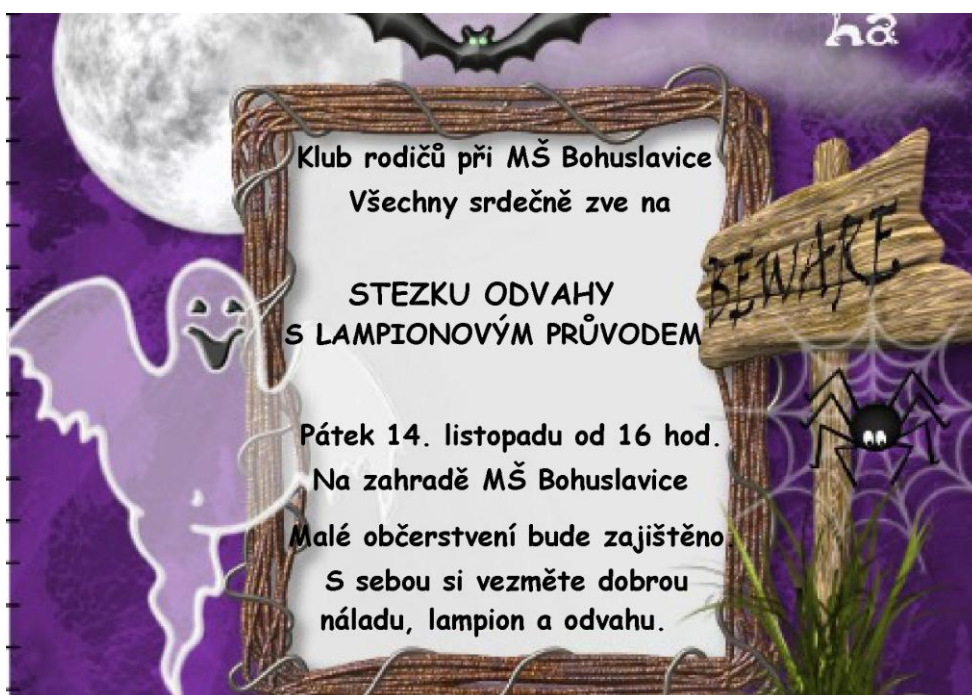 ha
Klub rodičů při MŠ Bohuslavice
Všechny srdečně zve na
STEZKU ODVAHY
S LAMPIONOVÝM PRŮVODEM
BEWARE
Pátek 14. listopadu od 16 hod.
Na zahradě MŠ Bohuslavice
Malé občerstvení bude zajištěno.
S sebou si vezměte dobrou
náladu, lampion a odvahu.